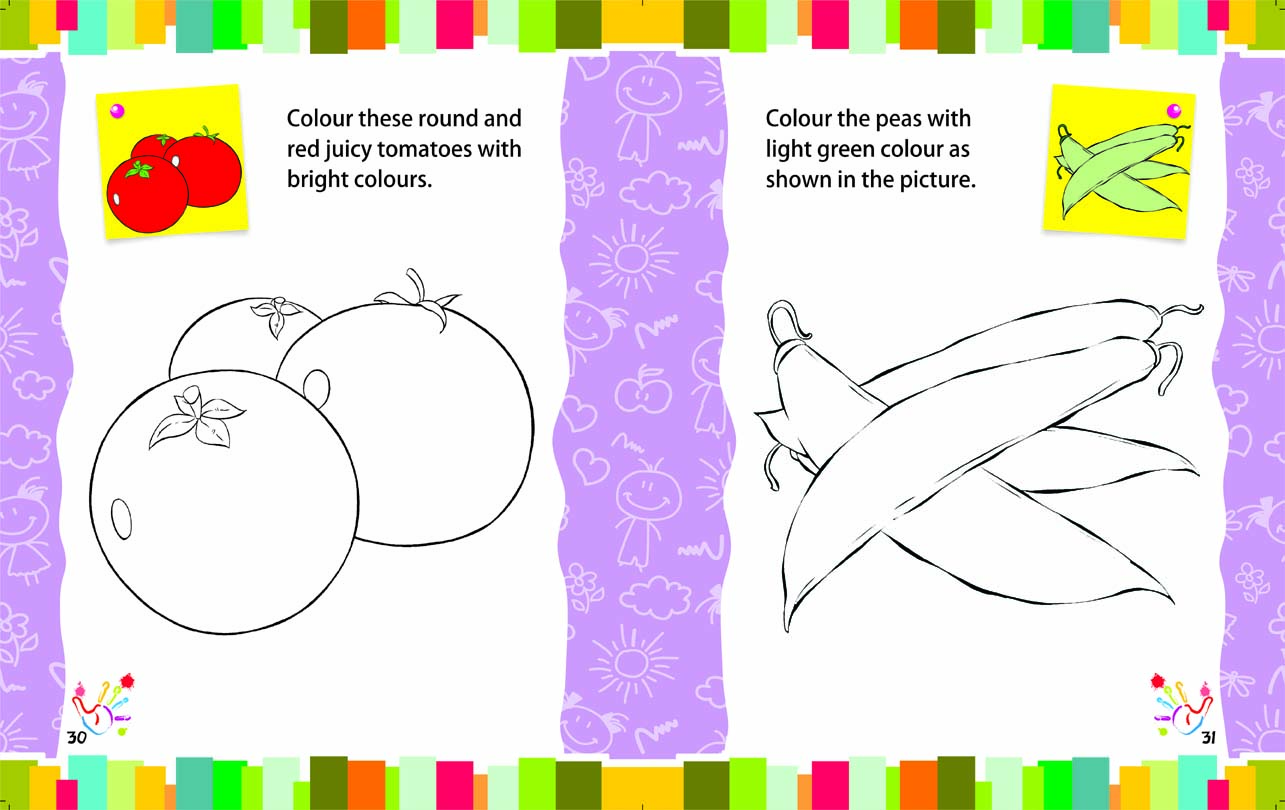 Colour these round and
red juicy tomatoes with
bright colours.
30
Colour the peas with
light green colour as
shown in the picture.
31